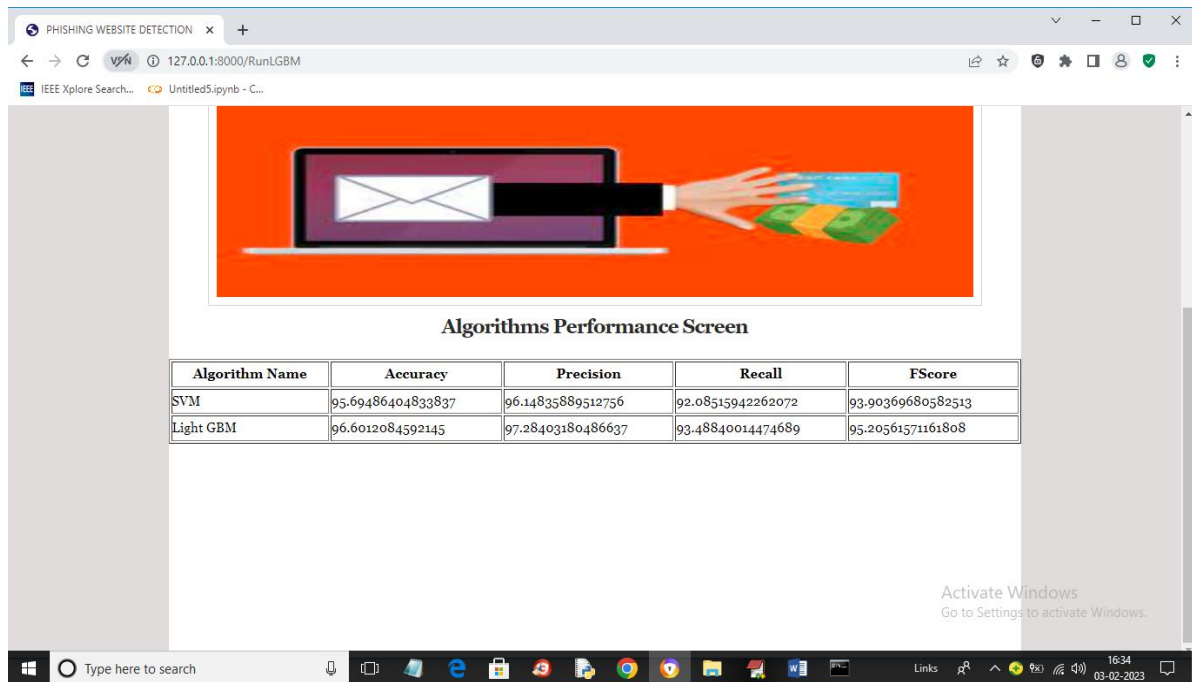 PHISHING WEBSITE DETECTION
VPN 127.0.0.1:8000/RunLGBM
IEEE IEEE Xplore Search... Untitled5.ipynb - C...
Algorithms Performance Screen
Algorithm Name Accuracy Precision Recall FScore
SVM 95.69486404833837 96.14835889512756 92.08515942262072 93.90369680582513
Light GBM 96.6012084592145 97.28403180486637 93.48840014474689 95.20561571161808
Activate Windows
Go to Settings to activate Windows.
Type here to search
Links
16:34
03-02-2023